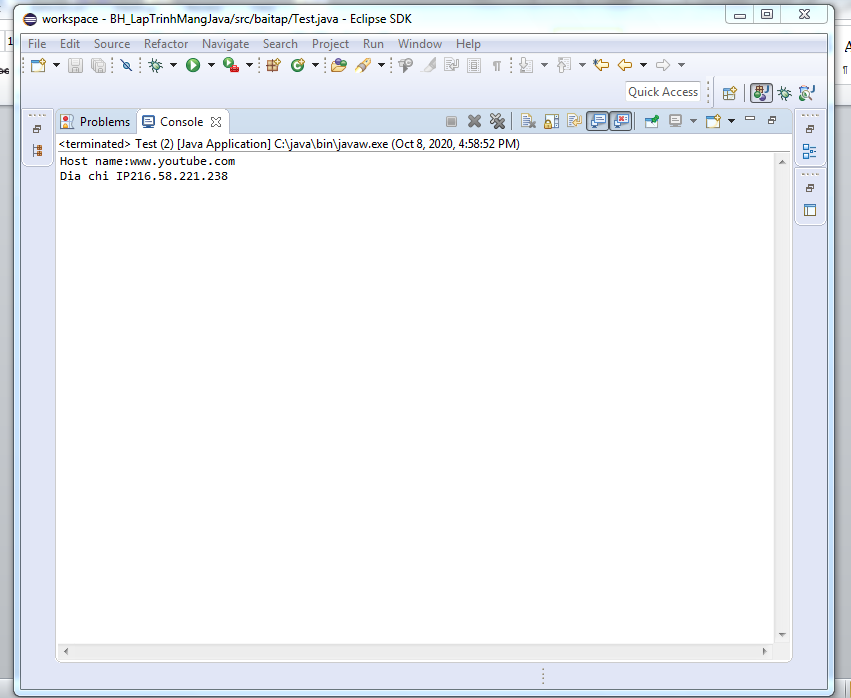 workspace - BH_LapTrinhMangJava/src/baitap/Test.java - Eclipse SDK
File Edit Source Refactor Navigate Search Project Run Window Help
Quick Access
Problems Console
<terminated> Test (2) [Java Application] C:\java\bin\javaw.exe (Oct 8, 2020, 4:58:52 PM)
Host name:www.youtube.com
Dia chi IP216.58.221.238